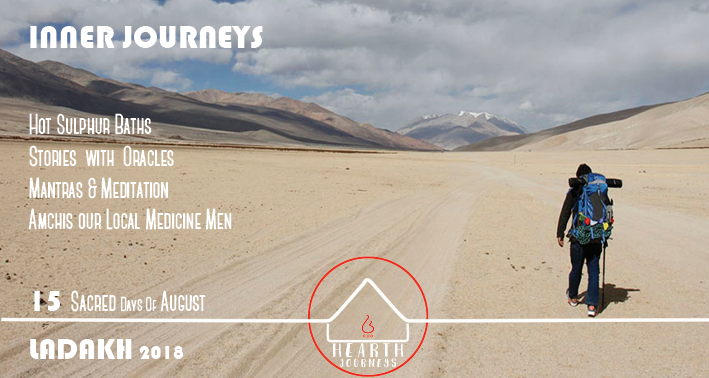 INNER JOURNEYS
Hot Sulphur Baths
Stories with Oracles
Mantras & Meditation
Amchis our Local Medicine Men
15 Sacred Days Of August
HEARTH
JOURNEYS
LADAKH 2018